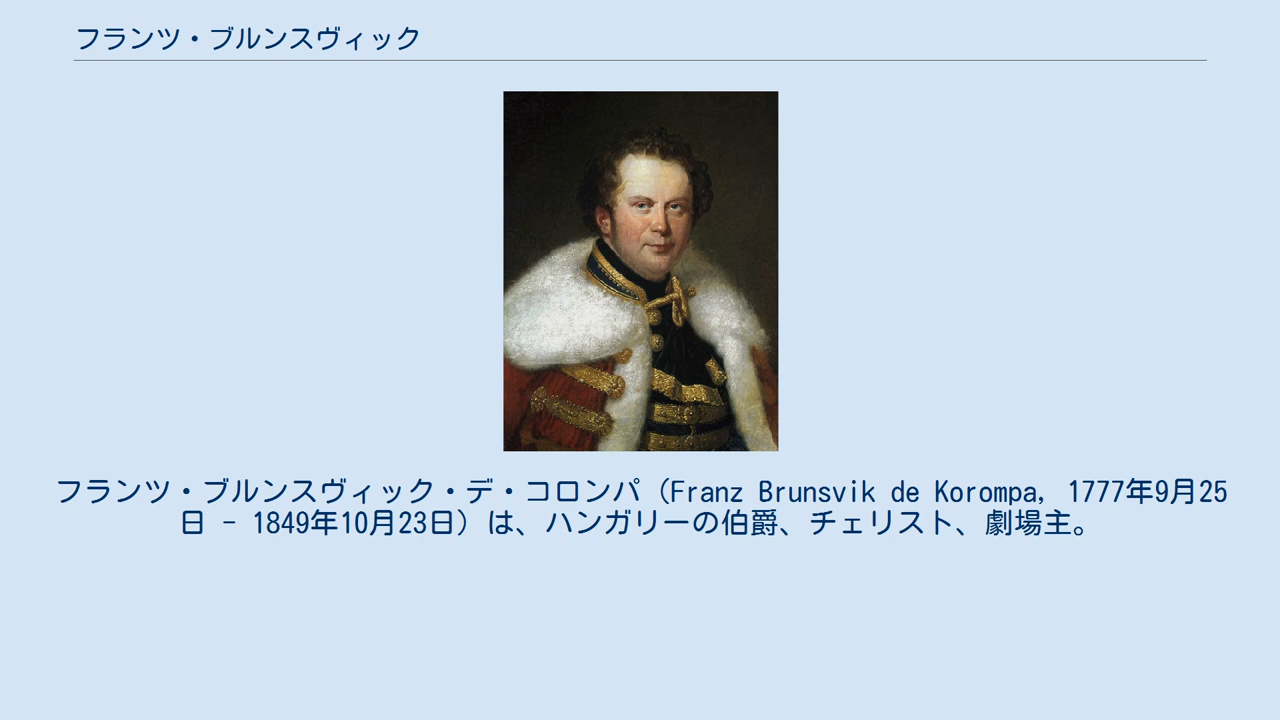 フランツ・ブルンスヴィック
フランツ・ブルンスヴィック・デ・コロンパ（Franz Brunsvik de Korompa, 1777年9月25
日 - 1849年10月23日）は、ハンガリーの伯爵、チェリスト、劇場主。